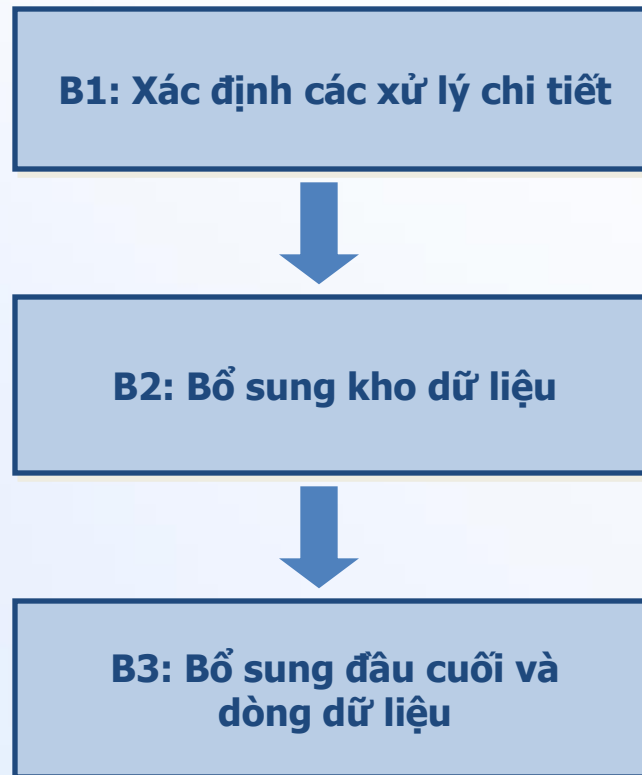 B1: Xác định các xử lý chi tiết
B2: Bổ sung kho dữ liệu
B3: Bổ sung đâu cuối và
dòng dữ liệu